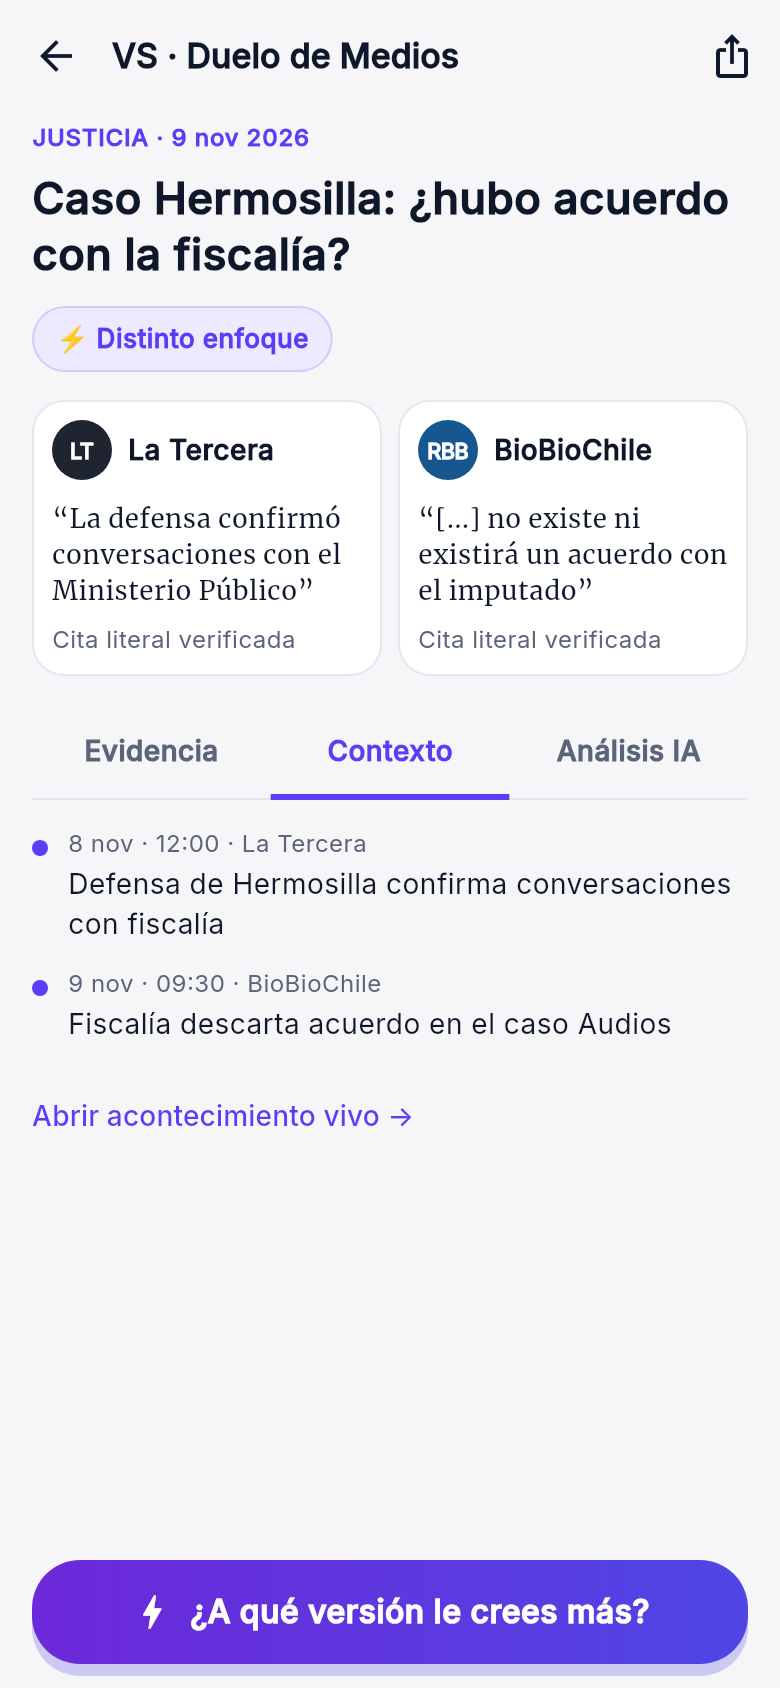 VS · Duelo de Medios
JUSTICIA · 9 nov 2026
Caso Hermosilla: ¿hubo acuerdo
con la fiscalía?
⚡ Distinto enfoque
LT La Tercera
“La defensa confirmó
conversaciones con el
Ministerio Público”
Cita literal verificada
RBB BioBioChile
“[...] no existe ni
existirá un acuerdo con
el imputado”
Cita literal verificada
Evidencia Contexto Análisis IA
8 nov · 12:00 · La Tercera
Defensa de Hermosilla confirma conversaciones
con fiscalía
9 nov · 09:30 · BioBioChile
Fiscalía descarta acuerdo en el caso Audios
Abrir acontecimiento vivo →
¿A qué versión le crees más?